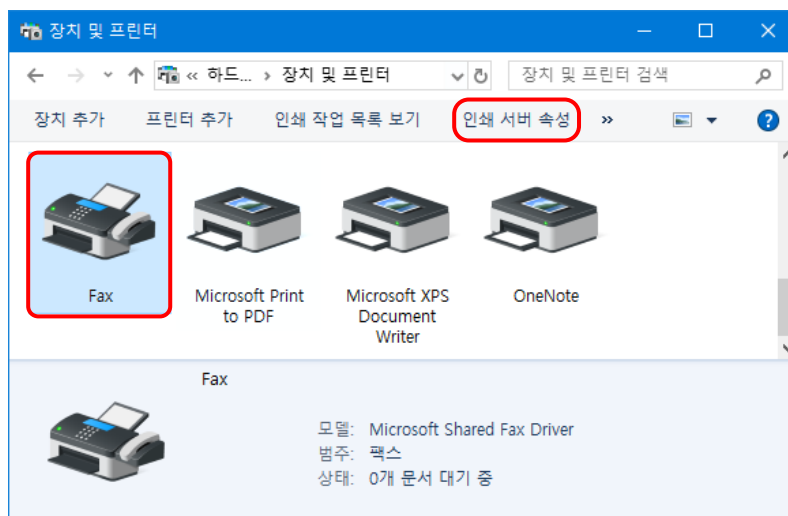 장치 및 프린터
« 하드... › 장치 및 프린터
장치 및 프린터 검색
장치 추가 프린터 추가 인쇄 작업 목록 보기 인쇄 서버 속성 »
Fax
Microsoft Print
to PDF
Microsoft XPS
Document
Writer
OneNote
Fax
모델: Microsoft Shared Fax Driver
범주: 팩스
상태: 0개 문서 대기 중